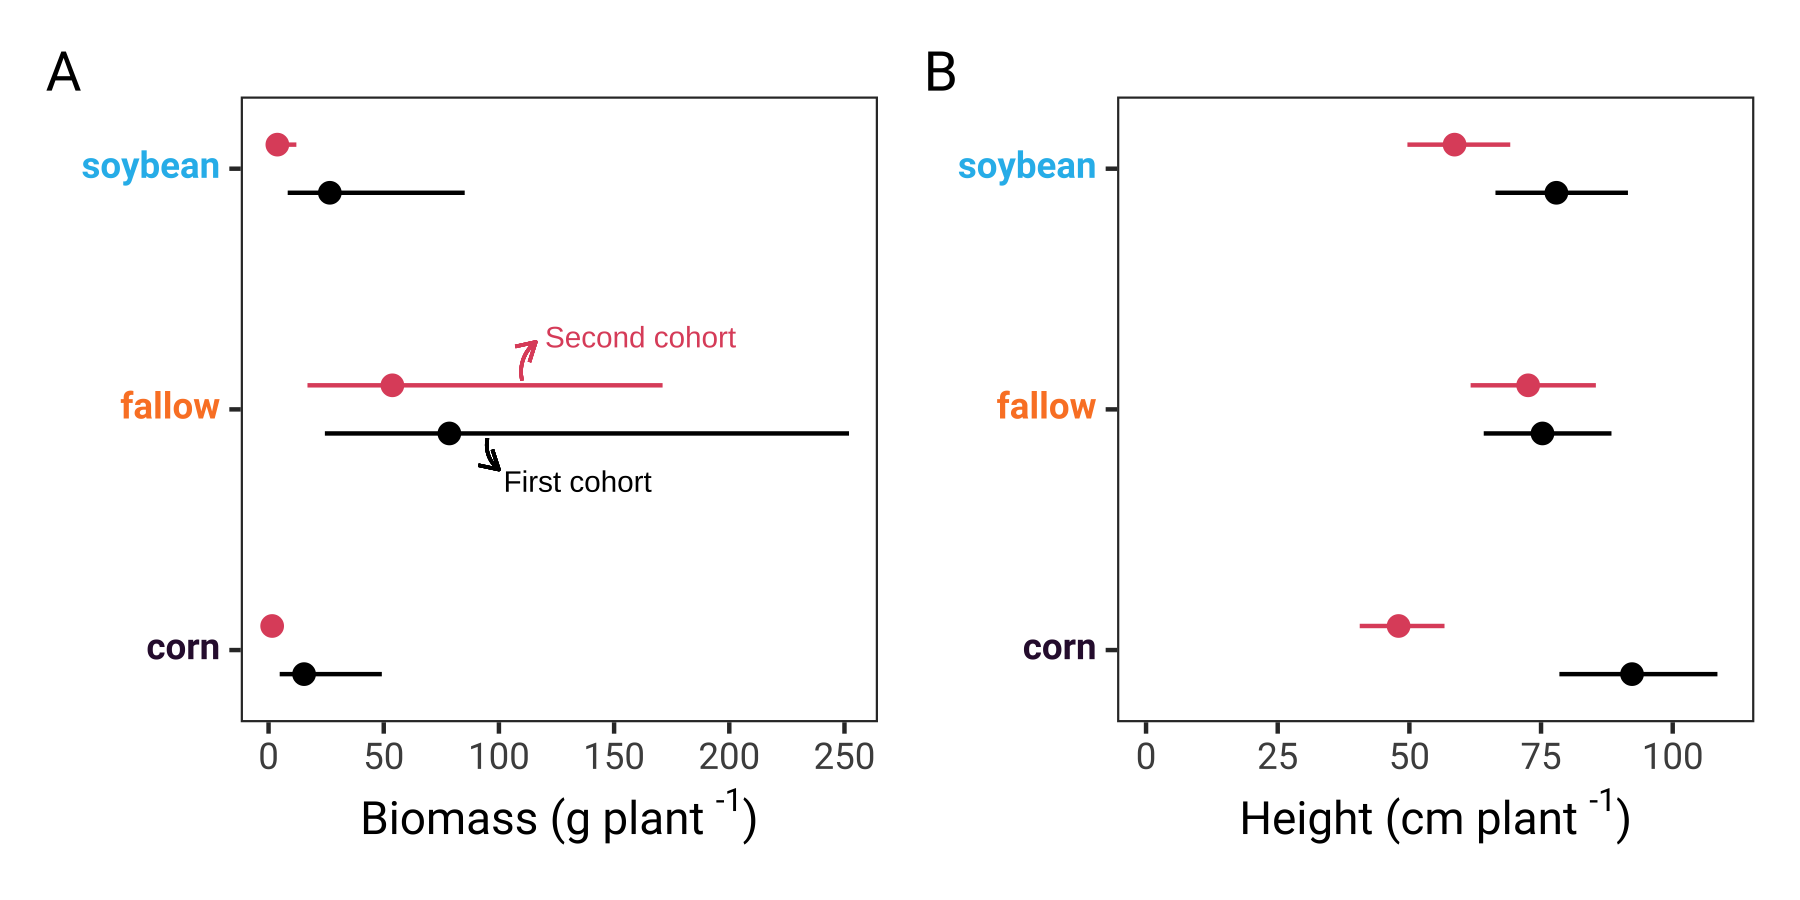 A
soybean
Second cohort
fallow
First cohort
corn
0 50 100 150 200 250
Biomass (g plant -1)
B
soybean
fallow
corn
0 25 50 75 100
Height (cm plant -1)